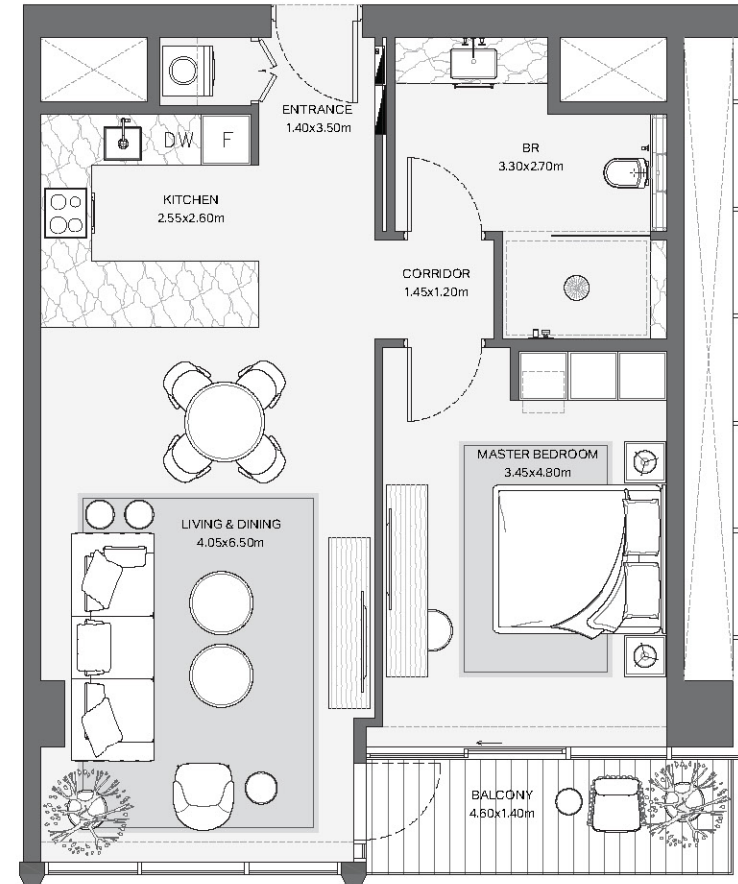 ENTRANCE
1.40x3.50m
DW
F
BR
3.30x2.70m
KITCHEN
2.55x2.60m
CORRIDOR
1.45x1.20m
MASTER BEDROOM
3.45x4.80m
LIVING & DINING
4.05x6.50m
BALCONY
4.60x1.40m